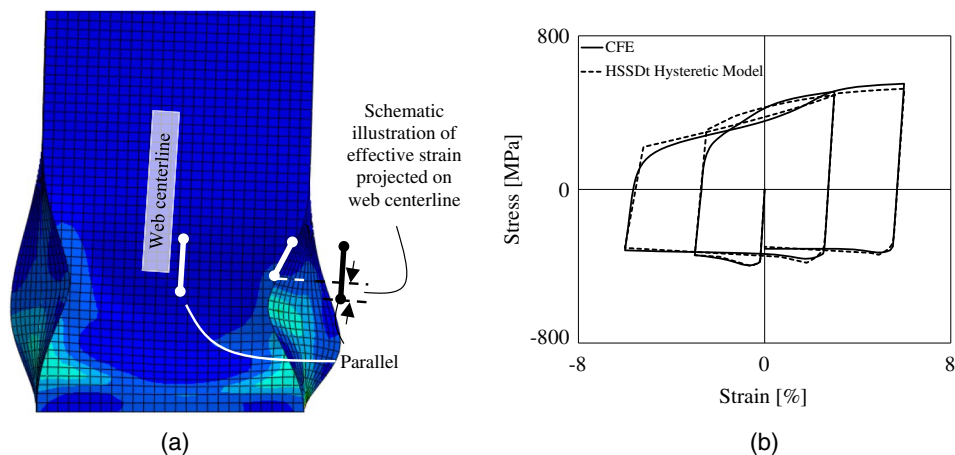 Web centerline
Schematic
illustration of
effective strain
projected on
web centerline
Parallel
(a)
800
CFE
HSSDt Hysteretic Model
Stress [MPa]
0
-800
-8
0
8
Strain [%]
(b)